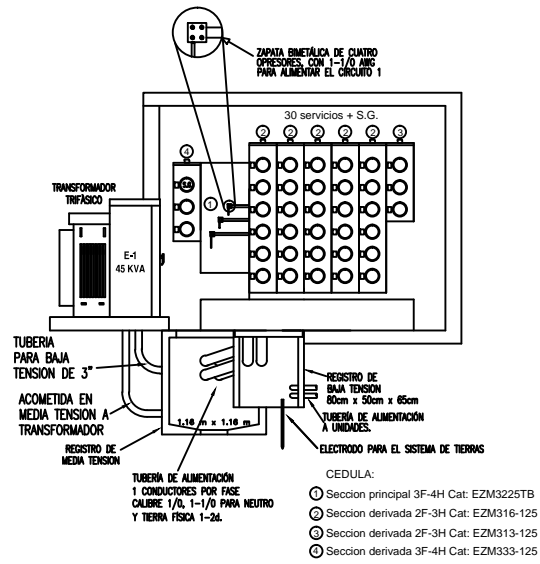 ZAPATA BIMETÁLICA DE CUATRO
OPRESORES, CON 1-1/0 AWG
PARA ALIMENTAR EL CIRCUITO 1
30 servicios + S.G.
2
2
2
2
2
3
4
S.G.
1
TRANSFORMADOR
TRIFÀSICO
E-1
45 KVA
TUBERIA
PARA BAJA
TENSION DE 3"
ACOMETIDA EN
MEDIA TENSION A
TRANSFORMADOR
REGISTRO DE
MEDIA TENSION
1.16 m x 1.16 m
REGISTRO DE
BAJA TENSION
80cm x 50cm x 65cm
TUBERÍA DE ALIMENTACIÓN
A UNIDADES.
ELECTRODO PARA EL SISTEMA DE TIERRAS
TUBERÍA DE ALIMENTACIÓN
1 CONDUCTORES POR FASE
CALIBRE 1/0, 1-1/0 PARA NEUTRO
Y TIERRA FÍSICA 1-2d.
CEDULA:
1 Seccion principal 3F-4H Cat: EZM3225TB
2 Seccion derivada 2F-3H Cat: EZM316-125
3 Seccion derivada 2F-3H Cat: EZM313-125
4 Seccion derivada 3F-4H Cat: EZM333-125